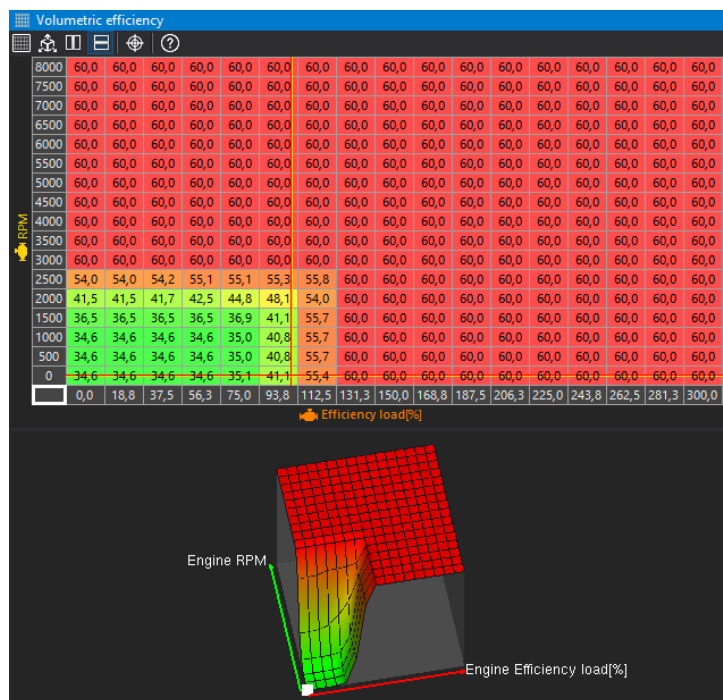 Volumetric efficiency
8000 60,0 60,0 60,0 60,0 60,0 60,0 60,0 60,0 60,0 60,0 60,0 60,0 60,0 60,0 60,0 60,0 60,0
7500 60,0 60,0 60,0 60,0 60,0 60,0 60,0 60,0 60,0 60,0 60,0 60,0 60,0 60,0 60,0 60,0 60,0
7000 60,0 60,0 60,0 60,0 60,0 60,0 60,0 60,0 60,0 60,0 60,0 60,0 60,0 60,0 60,0 60,0 60,0
6500 60,0 60,0 60,0 60,0 60,0 60,0 60,0 60,0 60,0 60,0 60,0 60,0 60,0 60,0 60,0 60,0 60,0
6000 60,0 60,0 60,0 60,0 60,0 60,0 60,0 60,0 60,0 60,0 60,0 60,0 60,0 60,0 60,0 60,0 60,0
5500 60,0 60,0 60,0 60,0 60,0 60,0 60,0 60,0 60,0 60,0 60,0 60,0 60,0 60,0 60,0 60,0 60,0
5000 60,0 60,0 60,0 60,0 60,0 60,0 60,0 60,0 60,0 60,0 60,0 60,0 60,0 60,0 60,0 60,0 60,0
4500 60,0 60,0 60,0 60,0 60,0 60,0 60,0 60,0 60,0 60,0 60,0 60,0 60,0 60,0 60,0 60,0 60,0
4000 60,0 60,0 60,0 60,0 60,0 60,0 60,0 60,0 60,0 60,0 60,0 60,0 60,0 60,0 60,0 60,0 60,0
3500 60,0 60,0 60,0 60,0 60,0 60,0 60,0 60,0 60,0 60,0 60,0 60,0 60,0 60,0 60,0 60,0 60,0
3000 60,0 60,0 60,0 60,0 60,0 60,0 60,0 60,0 60,0 60,0 60,0 60,0 60,0 60,0 60,0 60,0 60,0
2500 54,0 54,0 54,2 55,1 55,1 55,3 55,8 60,0 60,0 60,0 60,0 60,0 60,0 60,0 60,0 60,0 60,0
2000 41,5 41,5 41,7 42,5 44,8 48,1 54,0 60,0 60,0 60,0 60,0 60,0 60,0 60,0 60,0 60,0 60,0
1500 36,5 36,5 36,5 36,5 36,9 41,1 55,7 60,0 60,0 60,0 60,0 60,0 60,0 60,0 60,0 60,0 60,0
1000 34,6 34,6 34,6 34,6 35,0 40,8 55,7 60,0 60,0 60,0 60,0 60,0 60,0 60,0 60,0 60,0 60,0
500 34,6 34,6 34,6 34,6 35,0 40,8 55,7 60,0 60,0 60,0 60,0 60,0 60,0 60,0 60,0 60,0 60,0
0 34,6 34,6 34,6 34,6 35,1 41,1 55,4 60,0 60,0 60,0 60,0 60,0 60,0 60,0 60,0 60,0 60,0
0,0 18,8 37,5 56,3 75,0 93,8 112,5 131,3 150,0 168,8 187,5 206,3 225,0 243,8 262,5 281,3 300,0
RPM
Efficiency load[%]
Engine RPM
Engine Efficiency load[%]